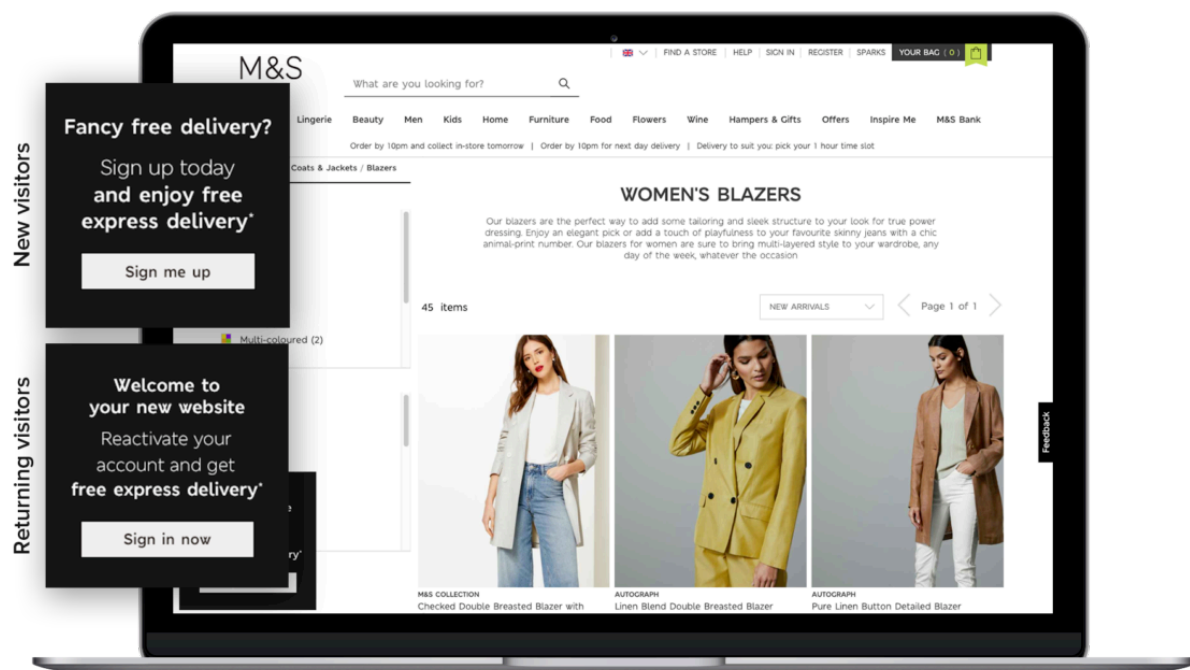 M&S
FIND A STORE
HELP
SIGN IN
REGISTER
SPARKS
YOUR BAG ( 0 )
What are you looking for?
Lingerie
Beauty
Men
Kids
Home
Furniture
Food
Flowers
Wine
Hampers & Gifts
Offers
Inspire Me
M&S Bank
Order by 10pm and collect in-store tomorrow | Order by 10pm for next day delivery | Delivery to suit you: pick your 1 hour time slot
Coats & Jackets / Blazers
New visitors
Fancy free delivery?
Sign up today
and enjoy free
express delivery*
Sign me up
Multi-coloured (2)
Returning visitors
Welcome to
your new website
Reactivate your
account and get
free express delivery*
Sign in now
ry*
WOMEN'S BLAZERS
Our blazers are the perfect way to add some tailoring and sleek structure to your look for true power
dressing. Enjoy an elegant pick or add a touch of playfulness to your favourite skinny jeans with a chic
animal-print number. Our blazers for women are sure to bring multi-layered style to your wardrobe, any
day of the week, whatever the occasion
45 items
NEW ARRIVALS
Page 1 of 1
Feedback
M&S COLLECTION
Checked Double Breasted Blazer with
AUTOGRAPH
Linen Blend Double Breasted Blazer
AUTOGRAPH
Pure Linen Button Detailed Blazer